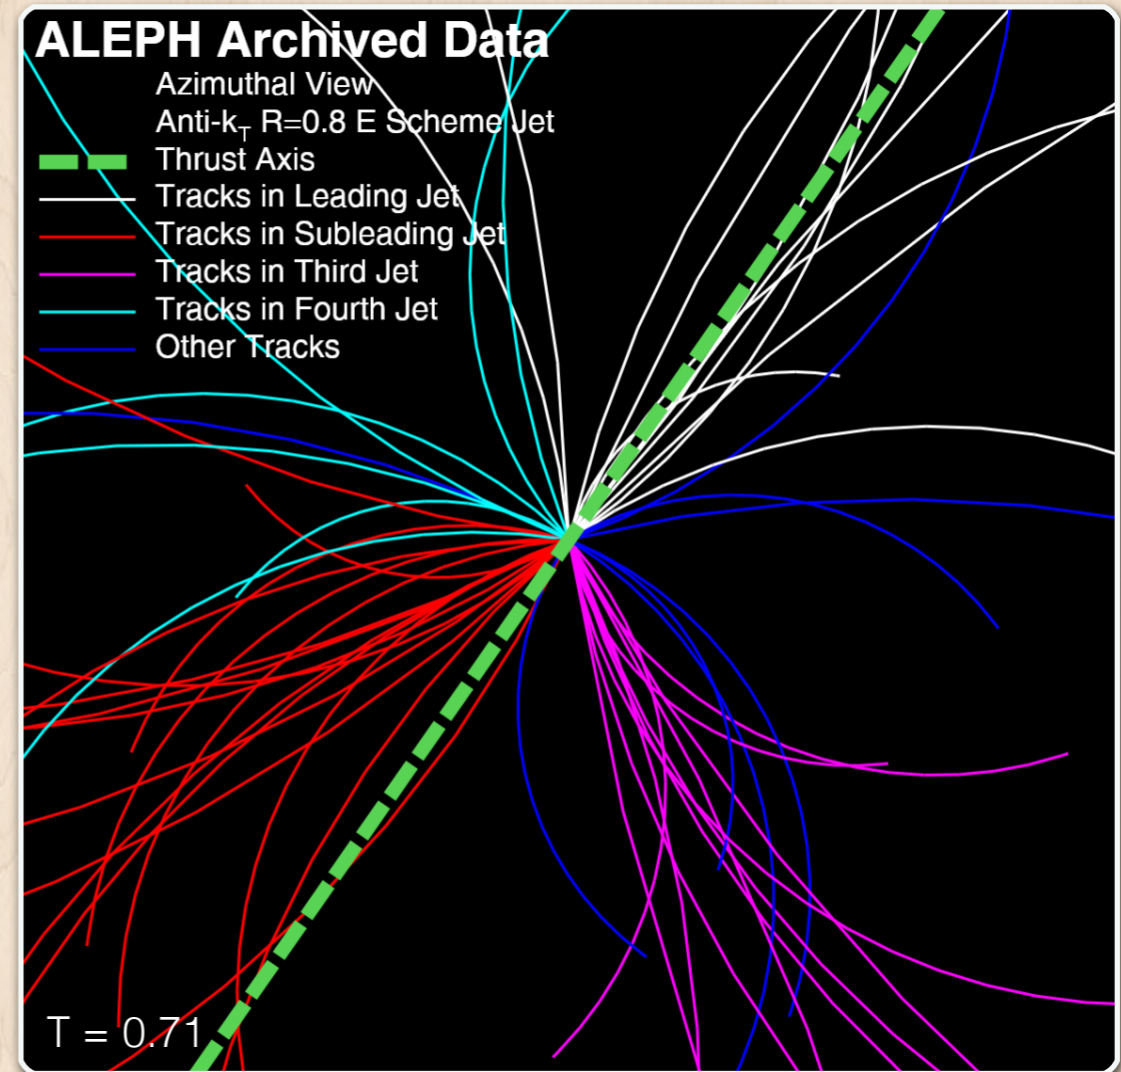 ALEPH Archived Data
Azimuthal View
Anti-kT R=0.8 E Scheme Jet
Thrust Axis
Tracks in Leading Jet
Tracks in Subleading Jet
Tracks in Third Jet
Tracks in Fourth Jet
Other Tracks
T = 0.71